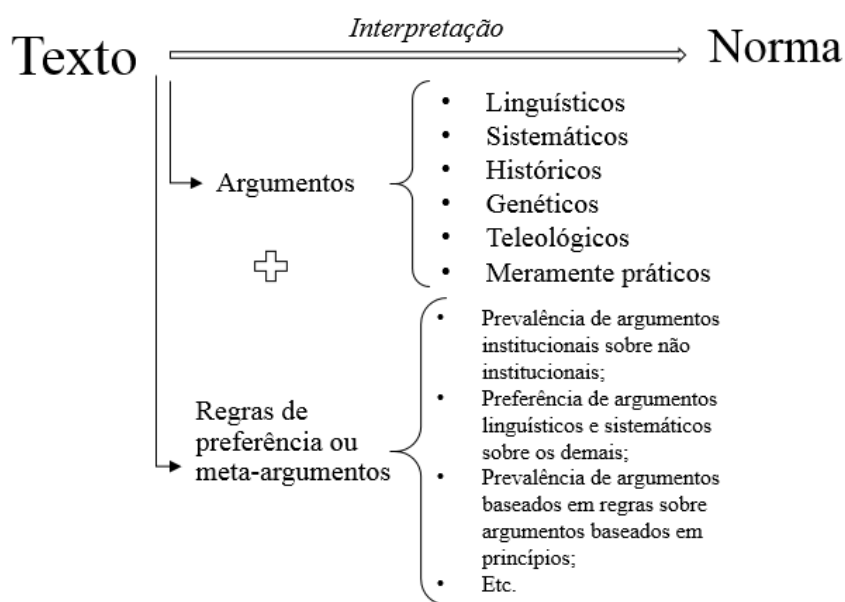 Interpretação
Texto
Norma
Argumentos
• Linguísticos
• Sistemáticos
• Históricos
• Genéticos
• Teleológicos
• Meramente práticos
Regras de
preferência ou
meta-argumentos
• Prevalência de argumentos
institucionais sobre não
institucionais;
• Preferência de argumentos
linguísticos e sistemáticos
sobre os demais;
• Prevalência de argumentos
baseados em regras sobre
argumentos baseados em
princípios;
• Etc.